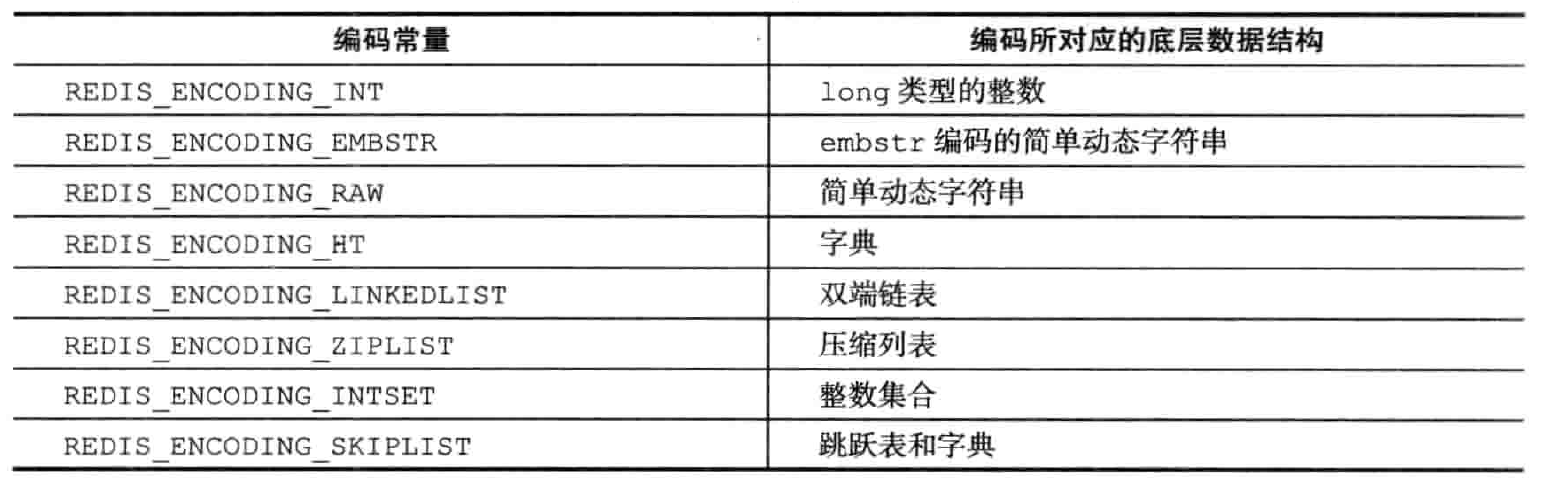 编码常量 编码所对应的底层数据结构
REDIS_ENCODING_INT long 类型的整数
REDIS_ENCODING_EMBSTR embstr 编码的简单动态字符串
REDIS_ENCODING_RAW 简单动态字符串
REDIS_ENCODING_HT 字典
REDIS_ENCODING_LINKEDLIST 双端链表
REDIS_ENCODING_ZIPLIST 压缩列表
REDIS_ENCODING_INTSET 整数集合
REDIS_ENCODING_SKIPLIST 跳跃表和字典